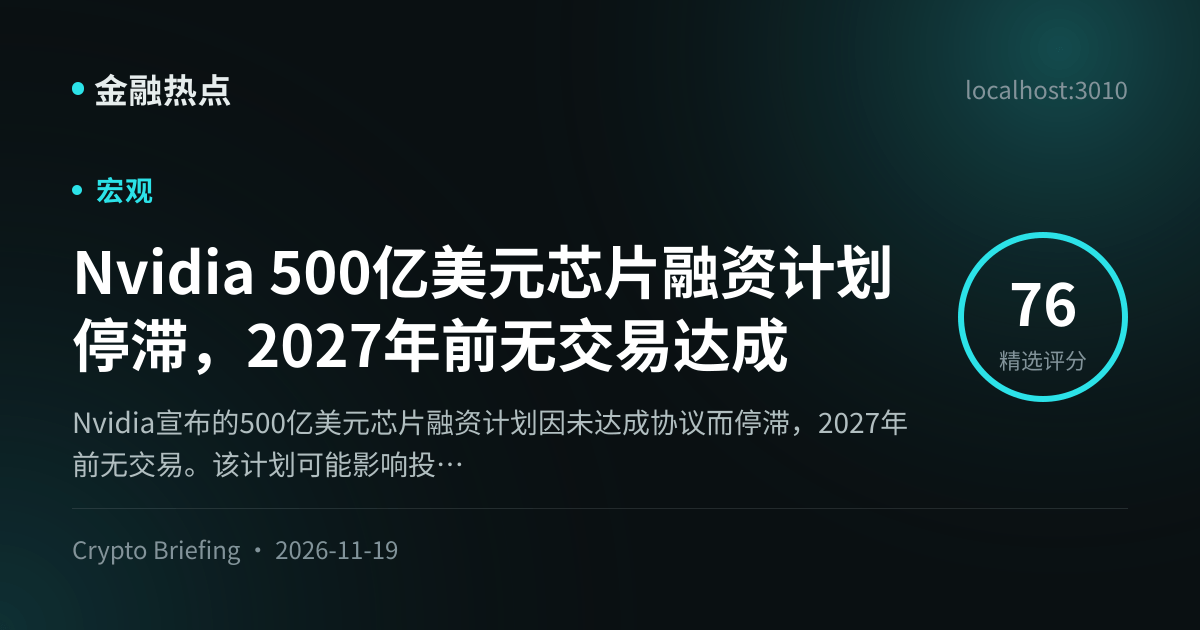 金融热点
localhost:3010
宏观
Nvidia 500亿美元芯片融资计划
停滞，2027年前无交易达成
76
精选评分
Nvidia宣布的500亿美元芯片融资计划因未达成协议而停滞，2027年
前无交易。该计划可能影响投…
Crypto Briefing · 2026-11-19